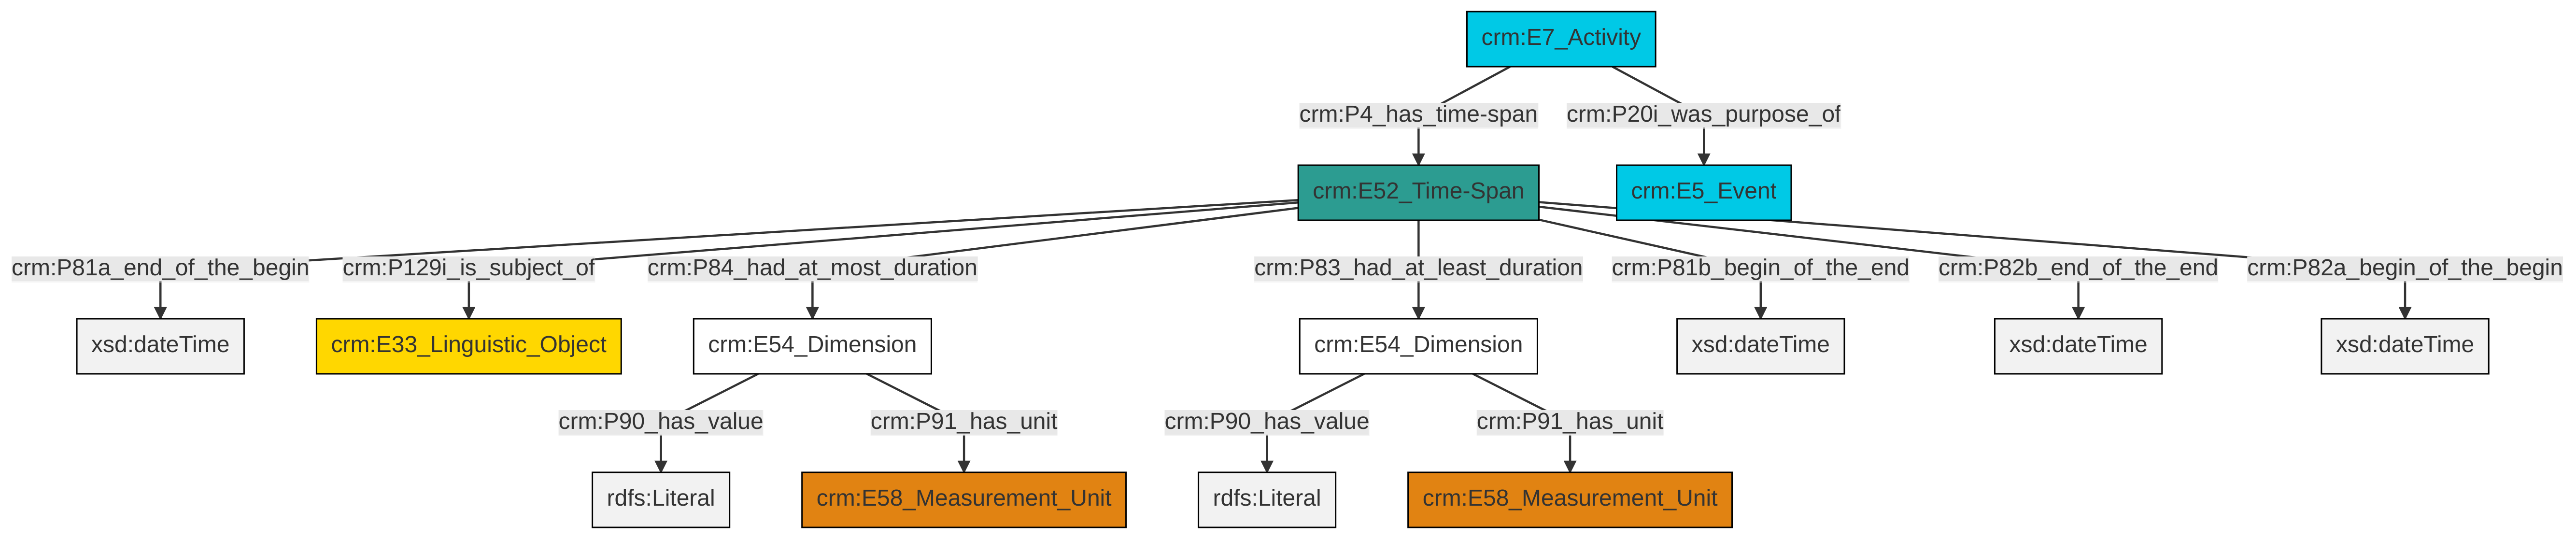 crm:E7_Activity
crm:P4_has_time-span
crm:P20i_was_purpose_of
crm:E52_Time-Span
crm:E5_Event
crm:P81a_end_of_the_begin
crm:P129i_is_subject_of
crm:P84_had_at_most_duration
crm:P83_had_at_least_duration
crm:P81b_begin_of_the_end
crm:P82b_end_of_the_end
crm:P82a_begin_of_the_begin
xsd:dateTime
crm:E33_Linguistic_Object
crm:E54_Dimension
crm:E54_Dimension
xsd:dateTime
xsd:dateTime
xsd:dateTime
crm:P90_has_value
crm:P91_has_unit
crm:P90_has_value
crm:P91_has_unit
rdfs:Literal
crm:E58_Measurement_Unit
rdfs:Literal
crm:E58_Measurement_Unit